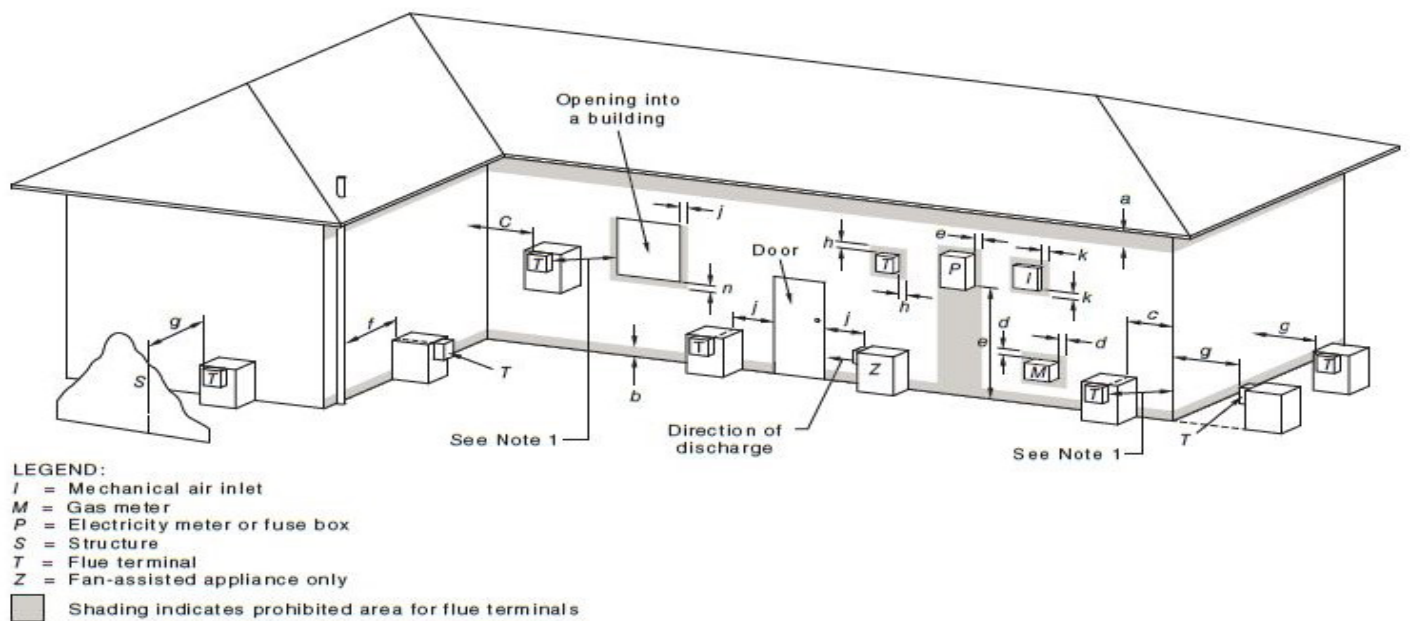 Opening into
a building
a
j
C
h
e
k
T
Door
T
P
I
n
h
k
g
f
j
j
e
d
d
c
g
g
S
T
T
T
Z
M
T
T
b
T
See Note 1
Direction of
discharge
See Note 1
T
LEGEND:
I = Mechanical air inlet
M = Gas meter
P = Electricity meter or fuse box
S = Structure
T = Flue terminal
Z = Fan-assisted appliance only
Shading indicates prohibited area for flue terminals